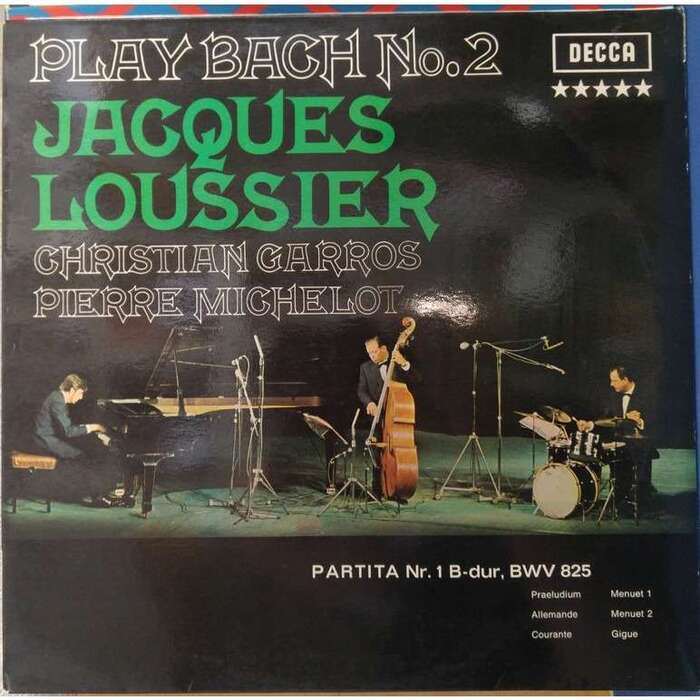 PLAY BACH No.2
DECCA
JACQUES
LOUSSIER
CHRISTIAN GARROS
PIERRE MICHELOT
PARTITA Nr. 1 B-dur, BWV 825
Praeludium Menuet 1
Allemande Menuet 2
Courante Gigue